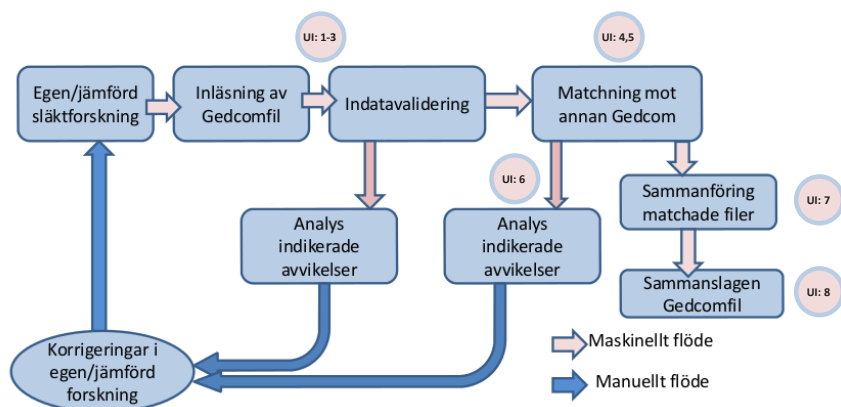 UI: 1-3
UI: 4,5
Egen/jämförd
släktforskning
Inläsning av
Gedcomfil
Indatavalidering
Matchning mot
annan Gedcom
UI: 6
Sammanföring
matchade filer
UI: 7
Analys
indikerade
avvikelser
Analys
indikerade
avvikelser
Sammanslagen
Gedcomfil
UI: 8
Korrigeringar i
egen/jämförd
forskning
Maskinellt flöde
Manuellt flöde